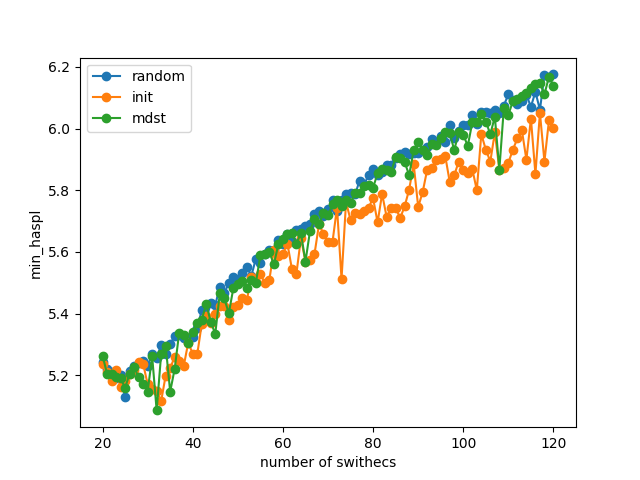 random
init
mdst
min_haspl
6.2
6.0
5.8
5.6
5.4
5.2
20 40 60 80 100 120
number of swithecs